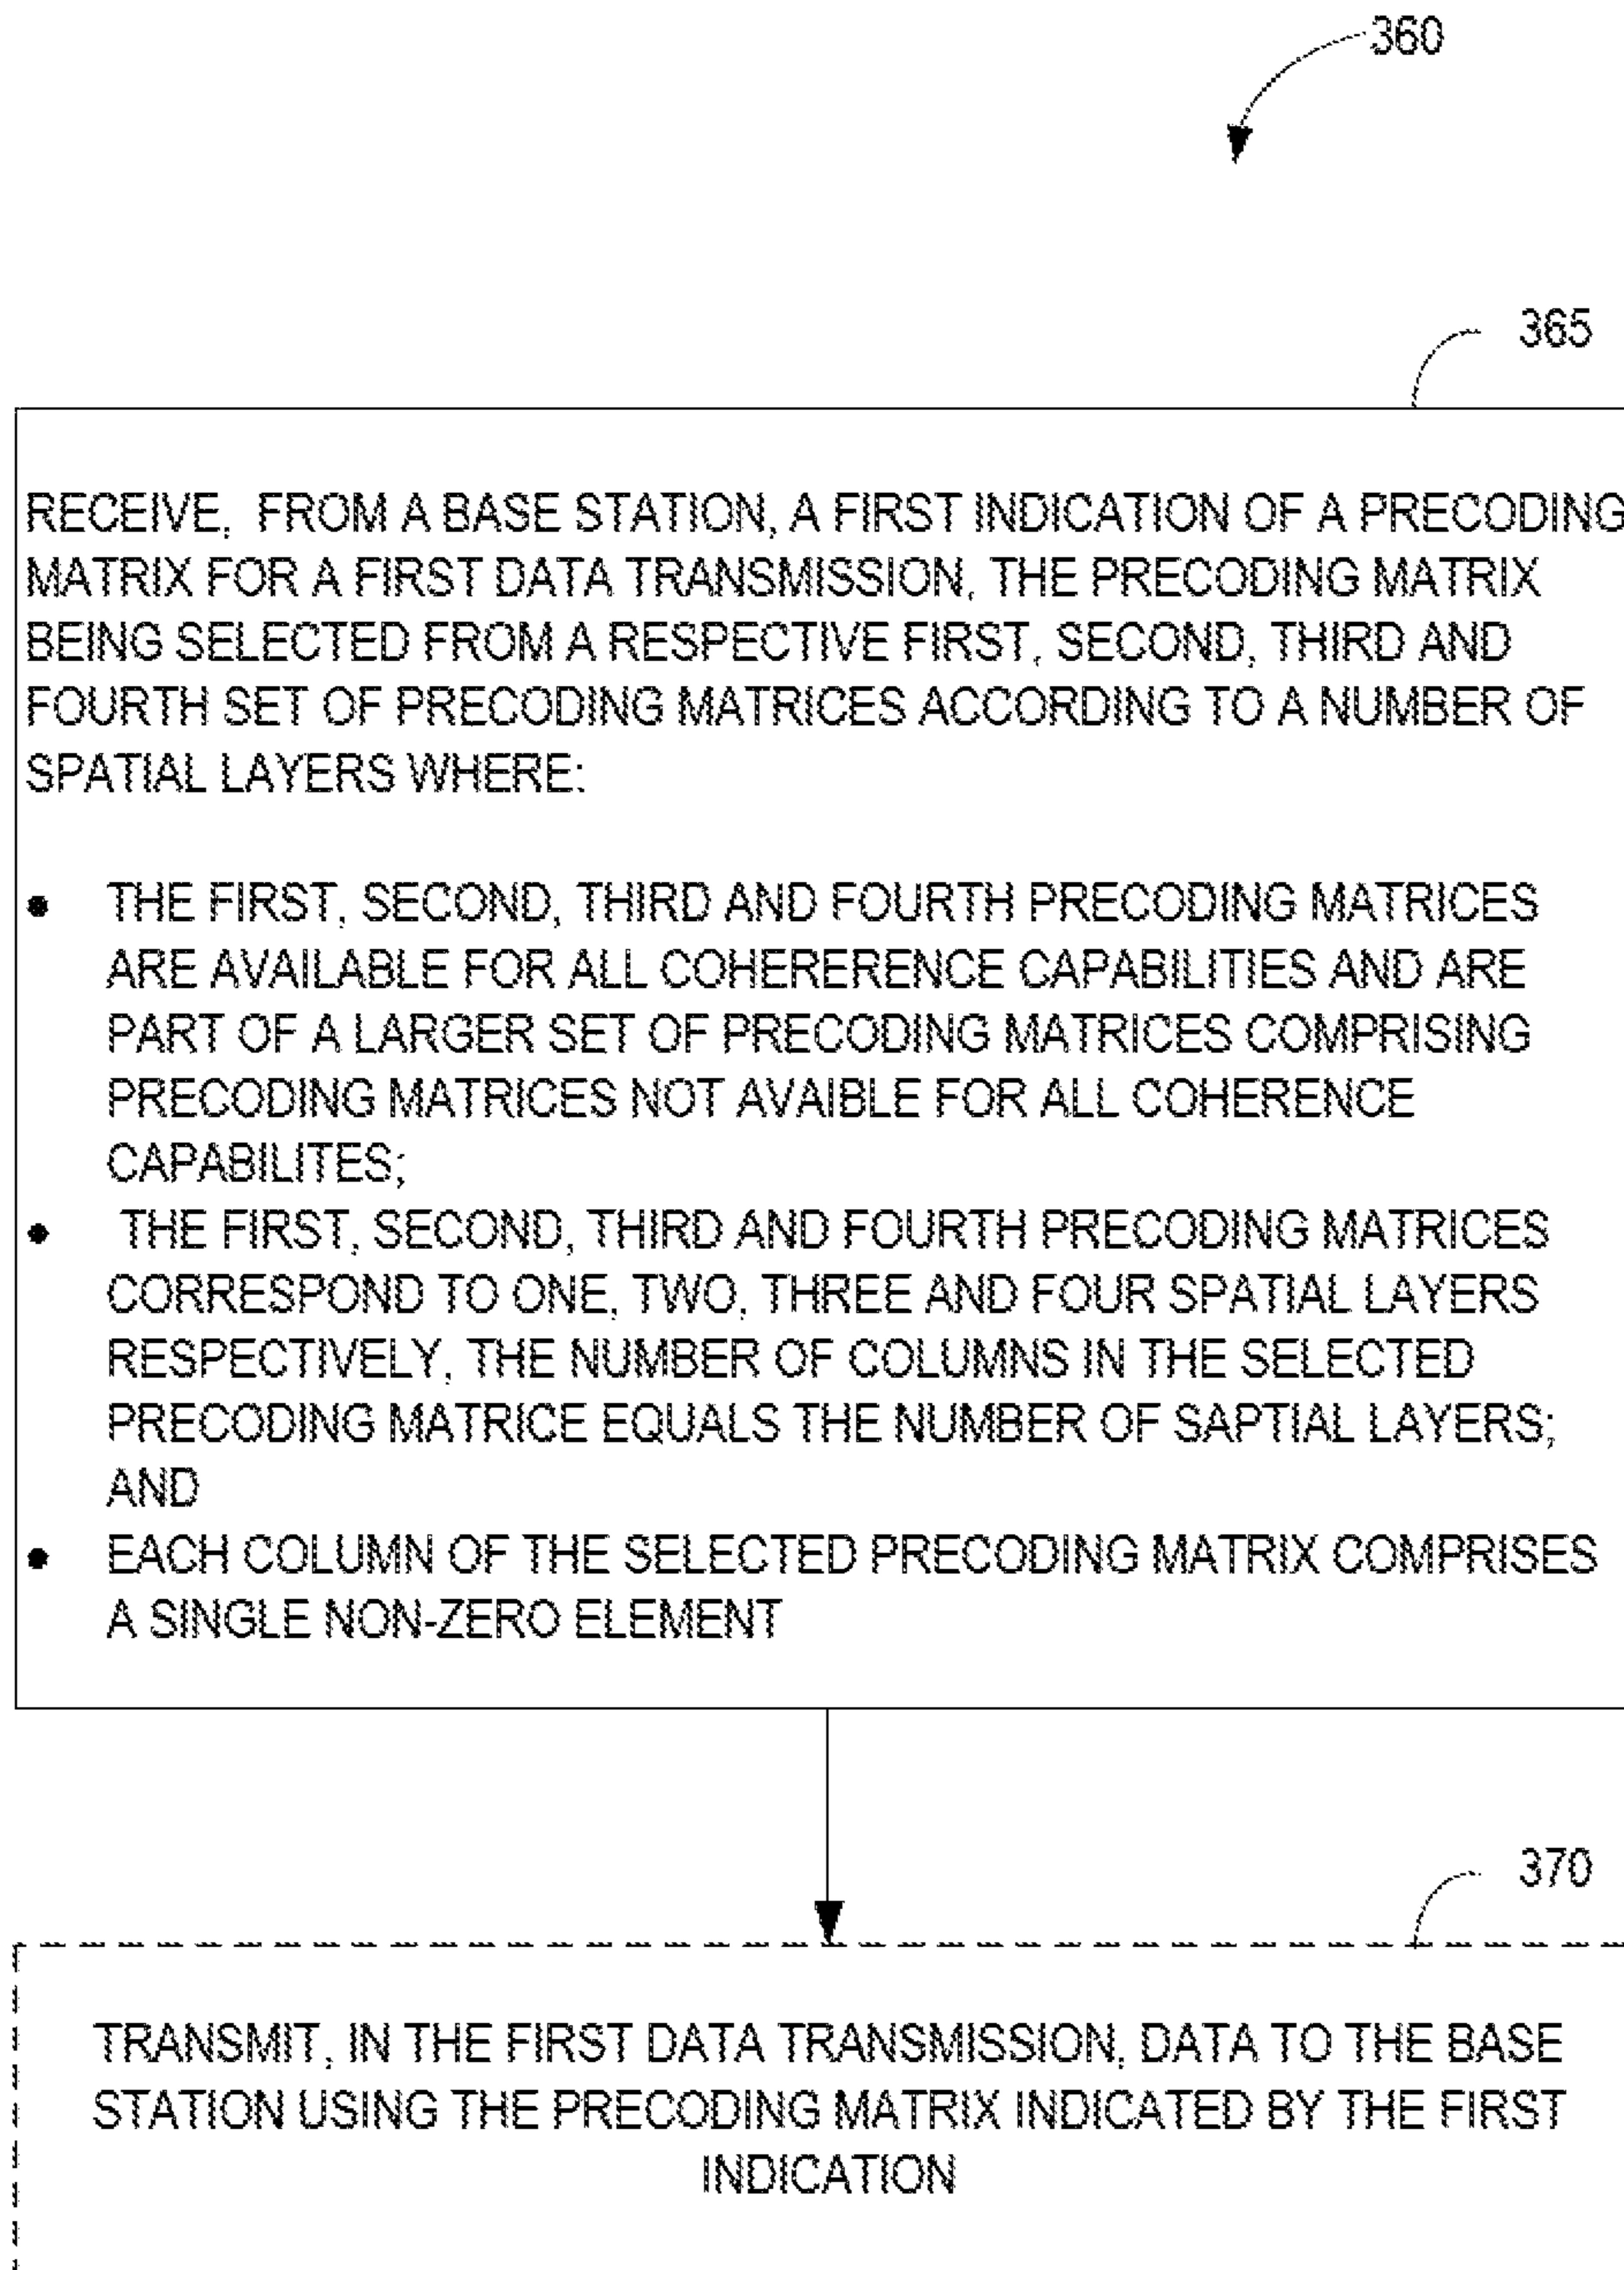 360
365
RECEIVE, FROM A BASE STATION, A FIRST INDICATION OF A PRECODING
MATRIX FOR A FIRST DATA TRANSMISSION, THE PRECODING MATRIX
BEING SELECTED FROM A RESPECTIVE FIRST, SECOND, THIRD AND
FOURTH SET OF PRECODING MATRICES ACCORDING TO A NUMBER OF
SPATIAL LAYERS WHERE:
• THE FIRST, SECOND, THIRD AND FOURTH PRECODING MATRICES
ARE AVAILABLE FOR ALL COHERERENCE CAPABILITIES AND ARE
PART OF A LARGER SET OF PRECODING MATRICES COMPRISING
PRECODING MATRICES NOT AVAIBLE FOR ALL COHERENCE
CAPABILITES;
• THE FIRST, SECOND, THIRD AND FOURTH PRECODING MATRICES
CORRESPOND TO ONE, TWO, THREE AND FOUR SPATIAL LAYERS
RESPECTIVELY, THE NUMBER OF COLUMNS IN THE SELECTED
PRECODING MATRICE EQUALS THE NUMBER OF SAPTIAL LAYERS;
AND
• EACH COLUMN OF THE SELECTED PRECODING MATRIX COMPRISES
A SINGLE NON-ZERO ELEMENT
370
TRANSMIT, IN THE FIRST DATA TRANSMISSION, DATA TO THE BASE
STATION USING THE PRECODING MATRIX INDICATED BY THE FIRST
INDICATION